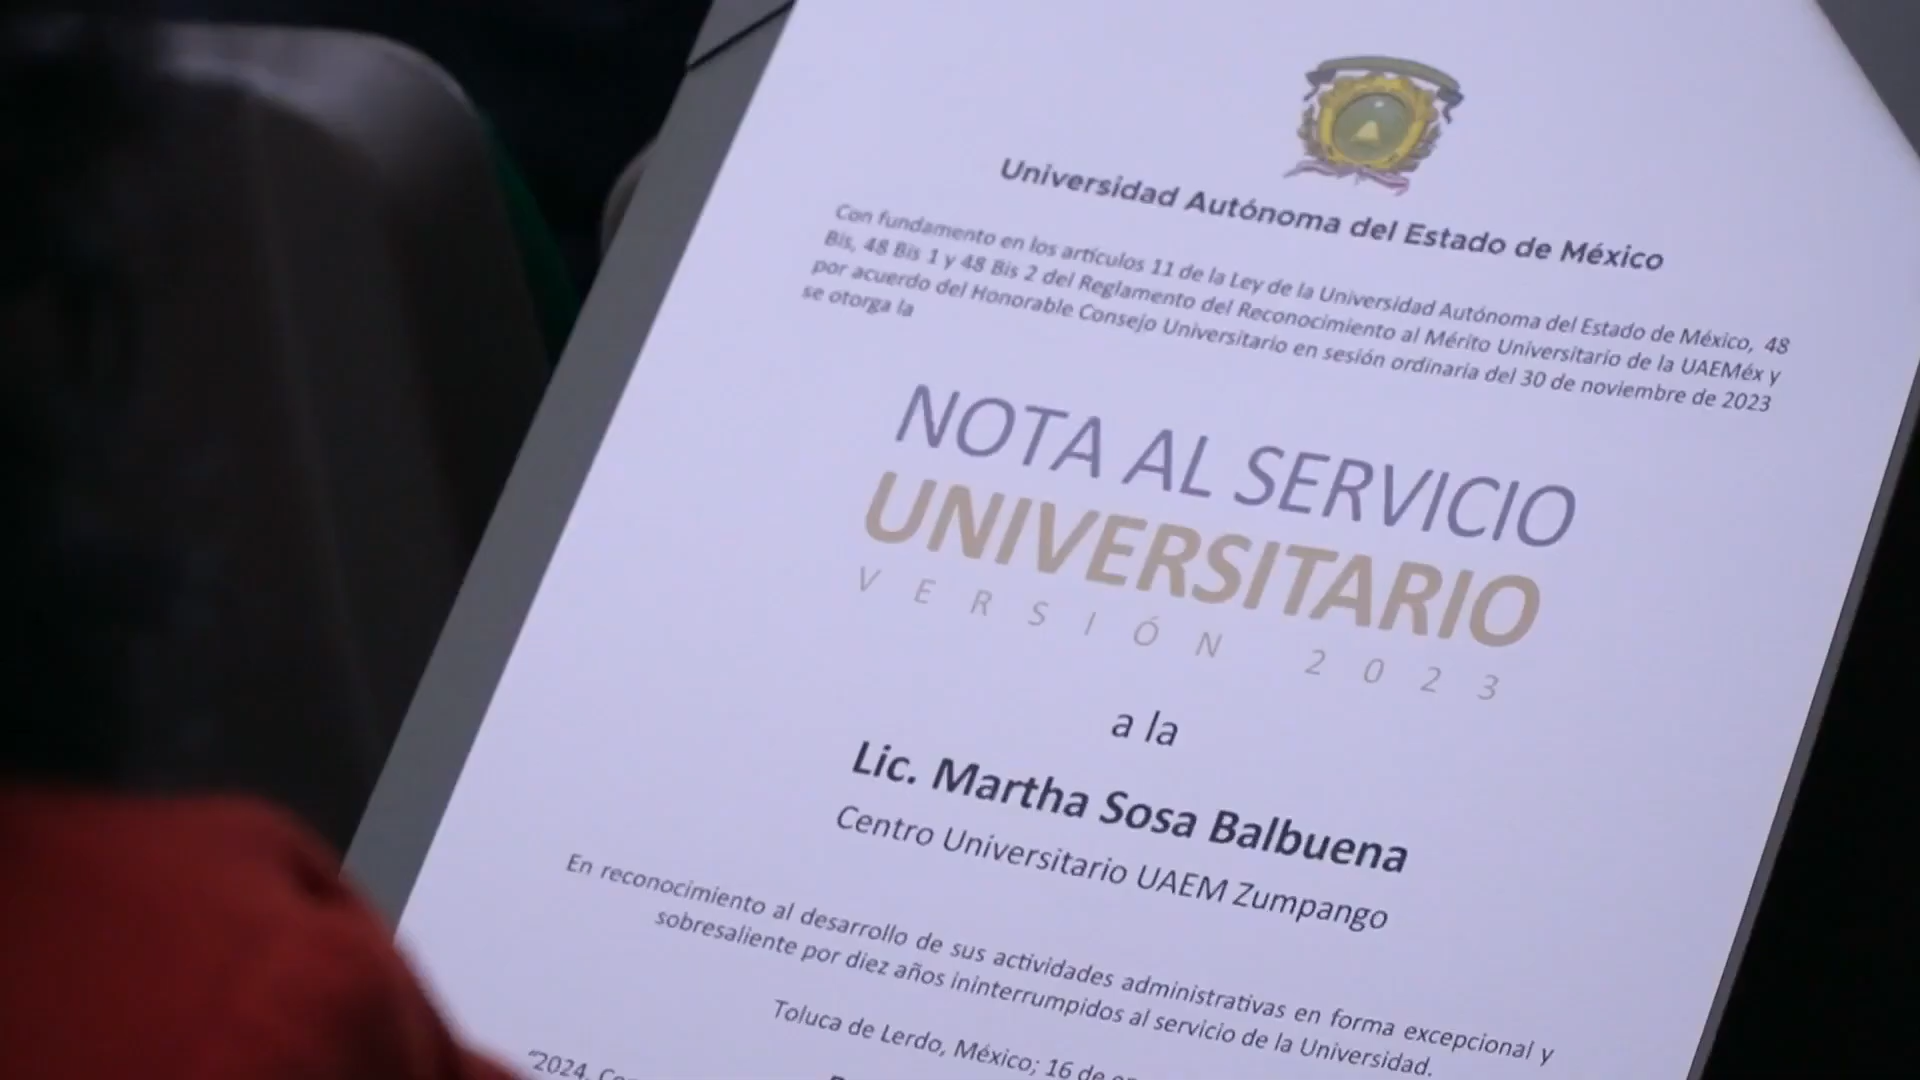 Universidad Autónoma del Estado de México
Con fundamento en los artículos 11 de la Ley de la Universidad Autónoma del Estado de México, 48
Bis, 48 Bis 1 y 48 Bis 2 del Reglamento del Reconocimiento al Mérito Universitario de la UAEMéx y
por acuerdo del Honorable Consejo Universitario en sesión ordinaria del 30 de noviembre de 2023
se otorga la
NOTA AL SERVICIO
UNIVERSITARIO
VERSIÓN 2023
a la
Lic. Martha Sosa Balbuena
Centro Universitario UAEM Zumpango
En reconocimiento al desarrollo de sus actividades administrativas en forma excepcional y
sobresaliente por diez años ininterrumpidos al servicio de la Universidad.
Toluca de Lerdo, México; 16 de
"2024,